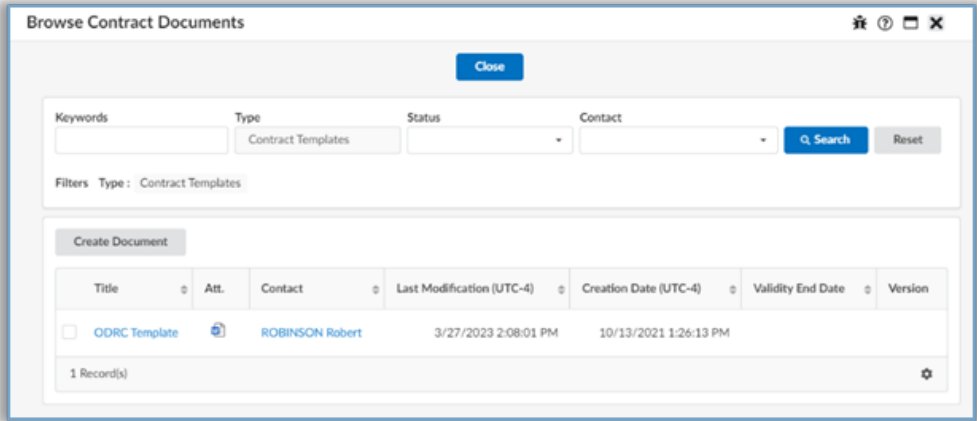 Browse Contract Documents
Close
Keywords Type Status Contact
Contract Templates Search Reset
Filters Type : Contract Templates
Create Document
Title Att. Contact Last Modification (UTC-4) Creation Date (UTC-4) Validity End Date Version
ODRC Template ROBINSON Robert 3/27/2023 2:08:01 PM 10/13/2021 1:26:13 PM
1 Record(s)